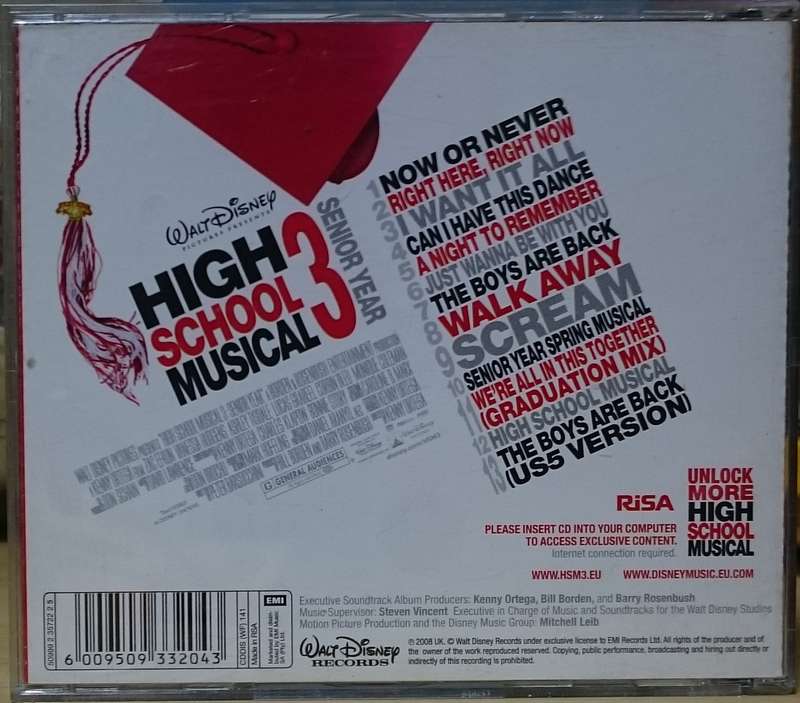 WALT DISNEY
PICTURES PRESENTS
HIGH
SCHOOL
MUSICAL
3
SENIOR YEAR
1 NOW OR NEVER
2 RIGHT HERE, RIGHT NOW
3 I WANT IT ALL
4 CAN I HAVE THIS DANCE
5 A NIGHT TO REMEMBER
6 JUST WANNA BE WITH YOU
7 THE BOYS ARE BACK
8 WALK AWAY
9 SCREAM
10 SENIOR YEAR SPRING MUSICAL
11 WE'RE ALL IN THIS TOGETHER
(GRADUATION MIX)
12 HIGH SCHOOL MUSICAL
13 THE BOYS ARE BACK
(US5 VERSION)
G GENERAL AUDIENCES
RiSA
PLEASE INSERT CD INTO YOUR COMPUTER
TO ACCESS EXCLUSIVE CONTENT.
Internet connection required.
UNLOCK
MORE
HIGH
SCHOOL
MUSICAL
WWW.HSM3.EU WWW.DISNEYMUSIC.EU.COM
6 009509 332043
CDDIS (WF) 141
Made in RSA
EMI
Executive Soundtrack Album Producers: Kenny Ortega, Bill Borden, and Barry Rosenbush
Music Supervisor: Steven Vincent Executive in Charge of Music and Soundtracks for the Walt Disney Studios
Motion Picture Production and the Disney Music Group: Mitchell Leib
WALT DISNEY
RECORDS
℗ 2008 UK. © Walt Disney Records under exclusive license to EMI Records Ltd. All rights of the producer and of
the owner of the work reproduced reserved. Copying, public performance, broadcasting and hiring out directly or
indirectly of this recording is prohibited.